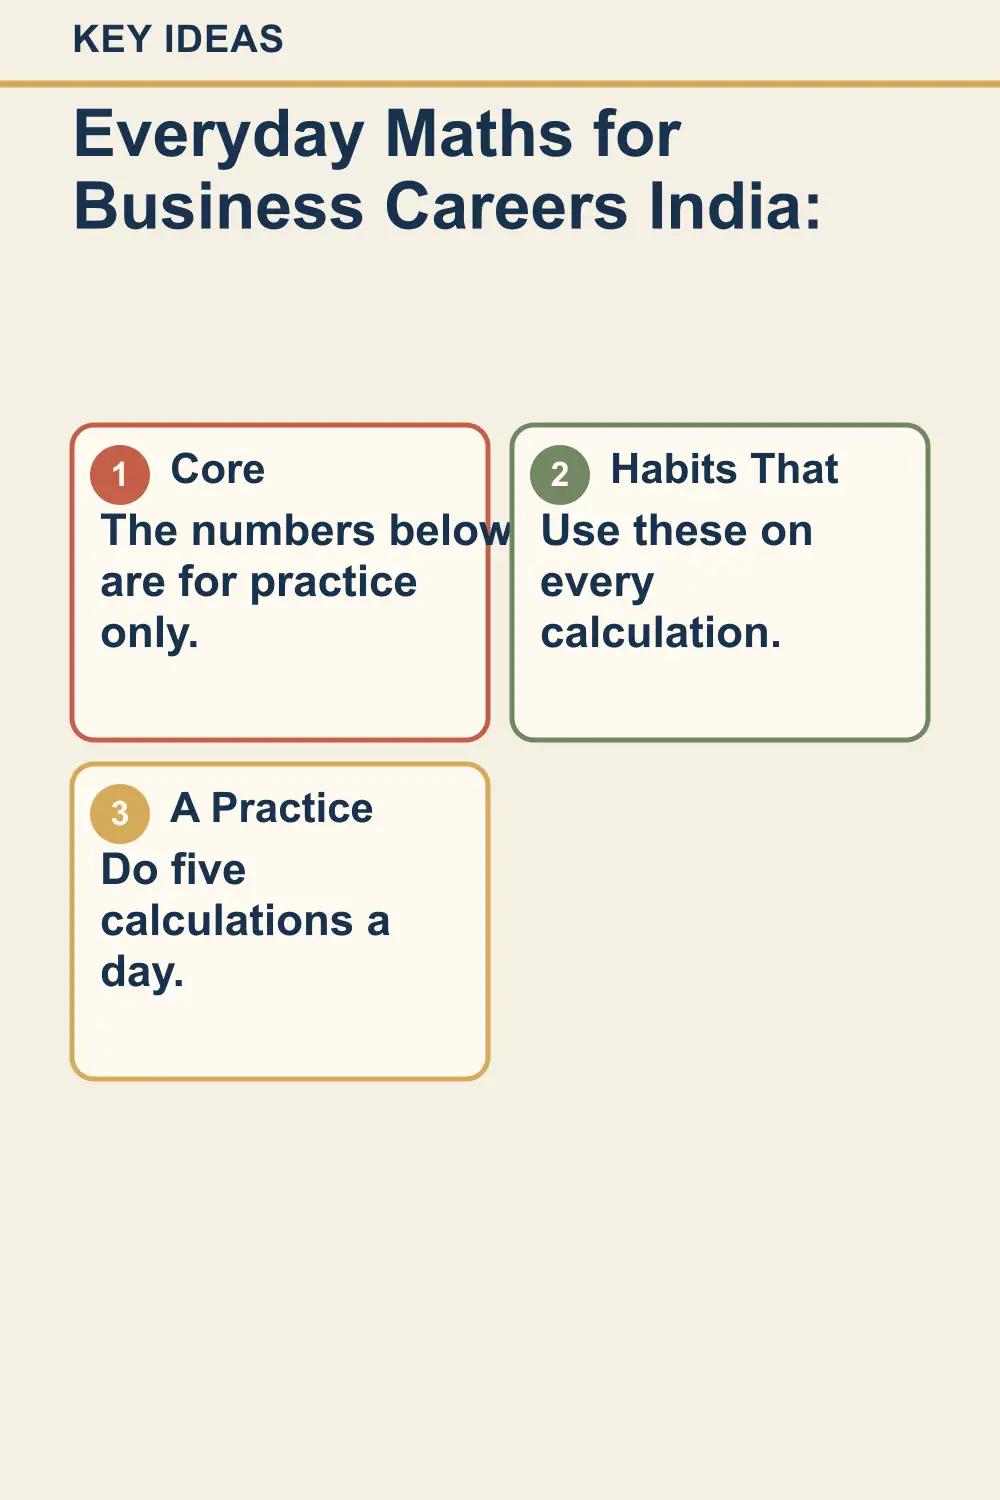 KEY IDEAS
Everyday Maths for
Business Careers India:
1 Core
The numbers below
are for practice
only.
2 Habits That
Use these on
every
calculation.
3 A Practice
Do five
calculations a
day.